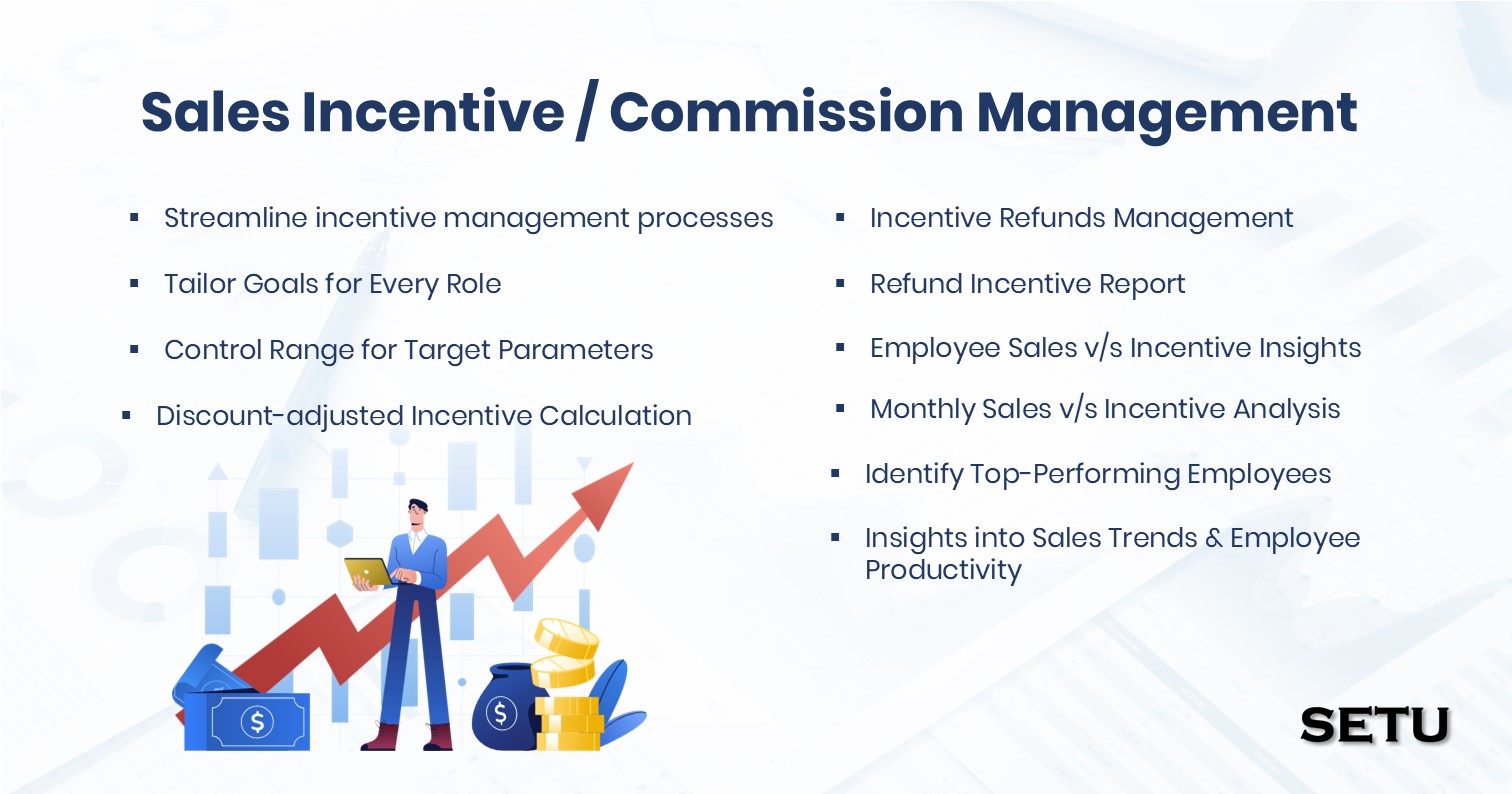 Sales Incentive / Commission Management
▪ Streamline incentive management processes
▪ Tailor Goals for Every Role
▪ Control Range for Target Parameters
▪ Discount-adjusted Incentive Calculation
▪ Incentive Refunds Management
▪ Refund Incentive Report
▪ Employee Sales v/s Incentive Insights
▪ Monthly Sales v/s Incentive Analysis
▪ Identify Top-Performing Employees
▪ Insights into Sales Trends & Employee
Productivity
$
$
SETU